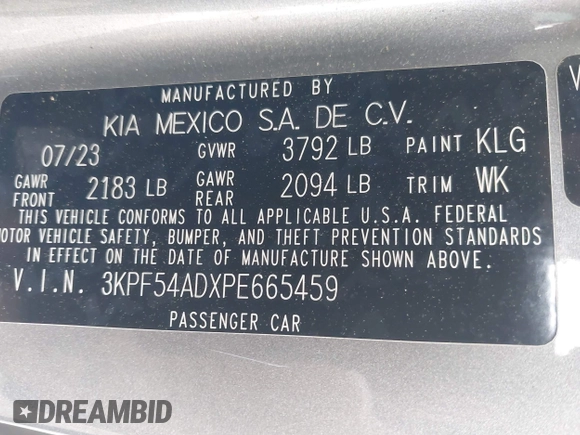 MANUFACTURED BY
KIA MEXICO S.A. DE C.V.
07/23 GVWR 3792 LB PAINT KLG
GAWR FRONT 2183 LB GAWR REAR 2094 LB TRIM WK
THIS VEHICLE CONFORMS TO ALL APPLICABLE U.S.A. FEDERAL
MOTOR VEHICLE SAFETY, BUMPER, AND THEFT PREVENTION STANDARDS
IN EFFECT ON THE DATE OF MANUFACTURE SHOWN ABOVE.
V.I.N. 3KPF54ADXPE665459
PASSENGER CAR
V
DREAMBID